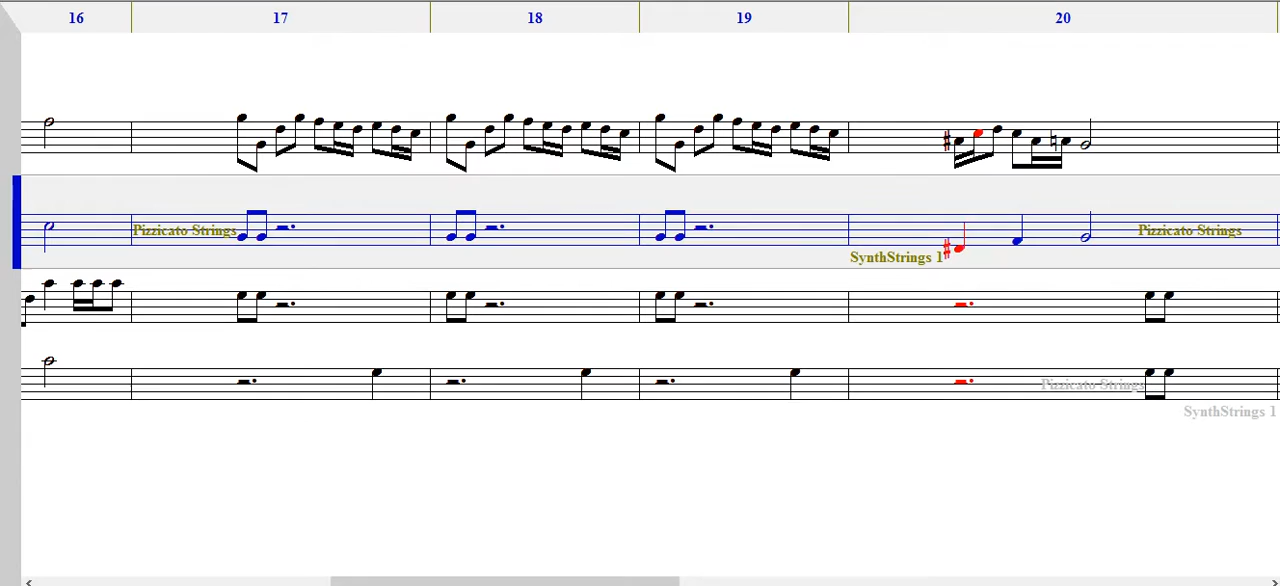 16 17 18 19 20
Pizzicato Strings Pizzicato Strings
SynthStrings 1
Pizzicato Strings
SynthStrings 1